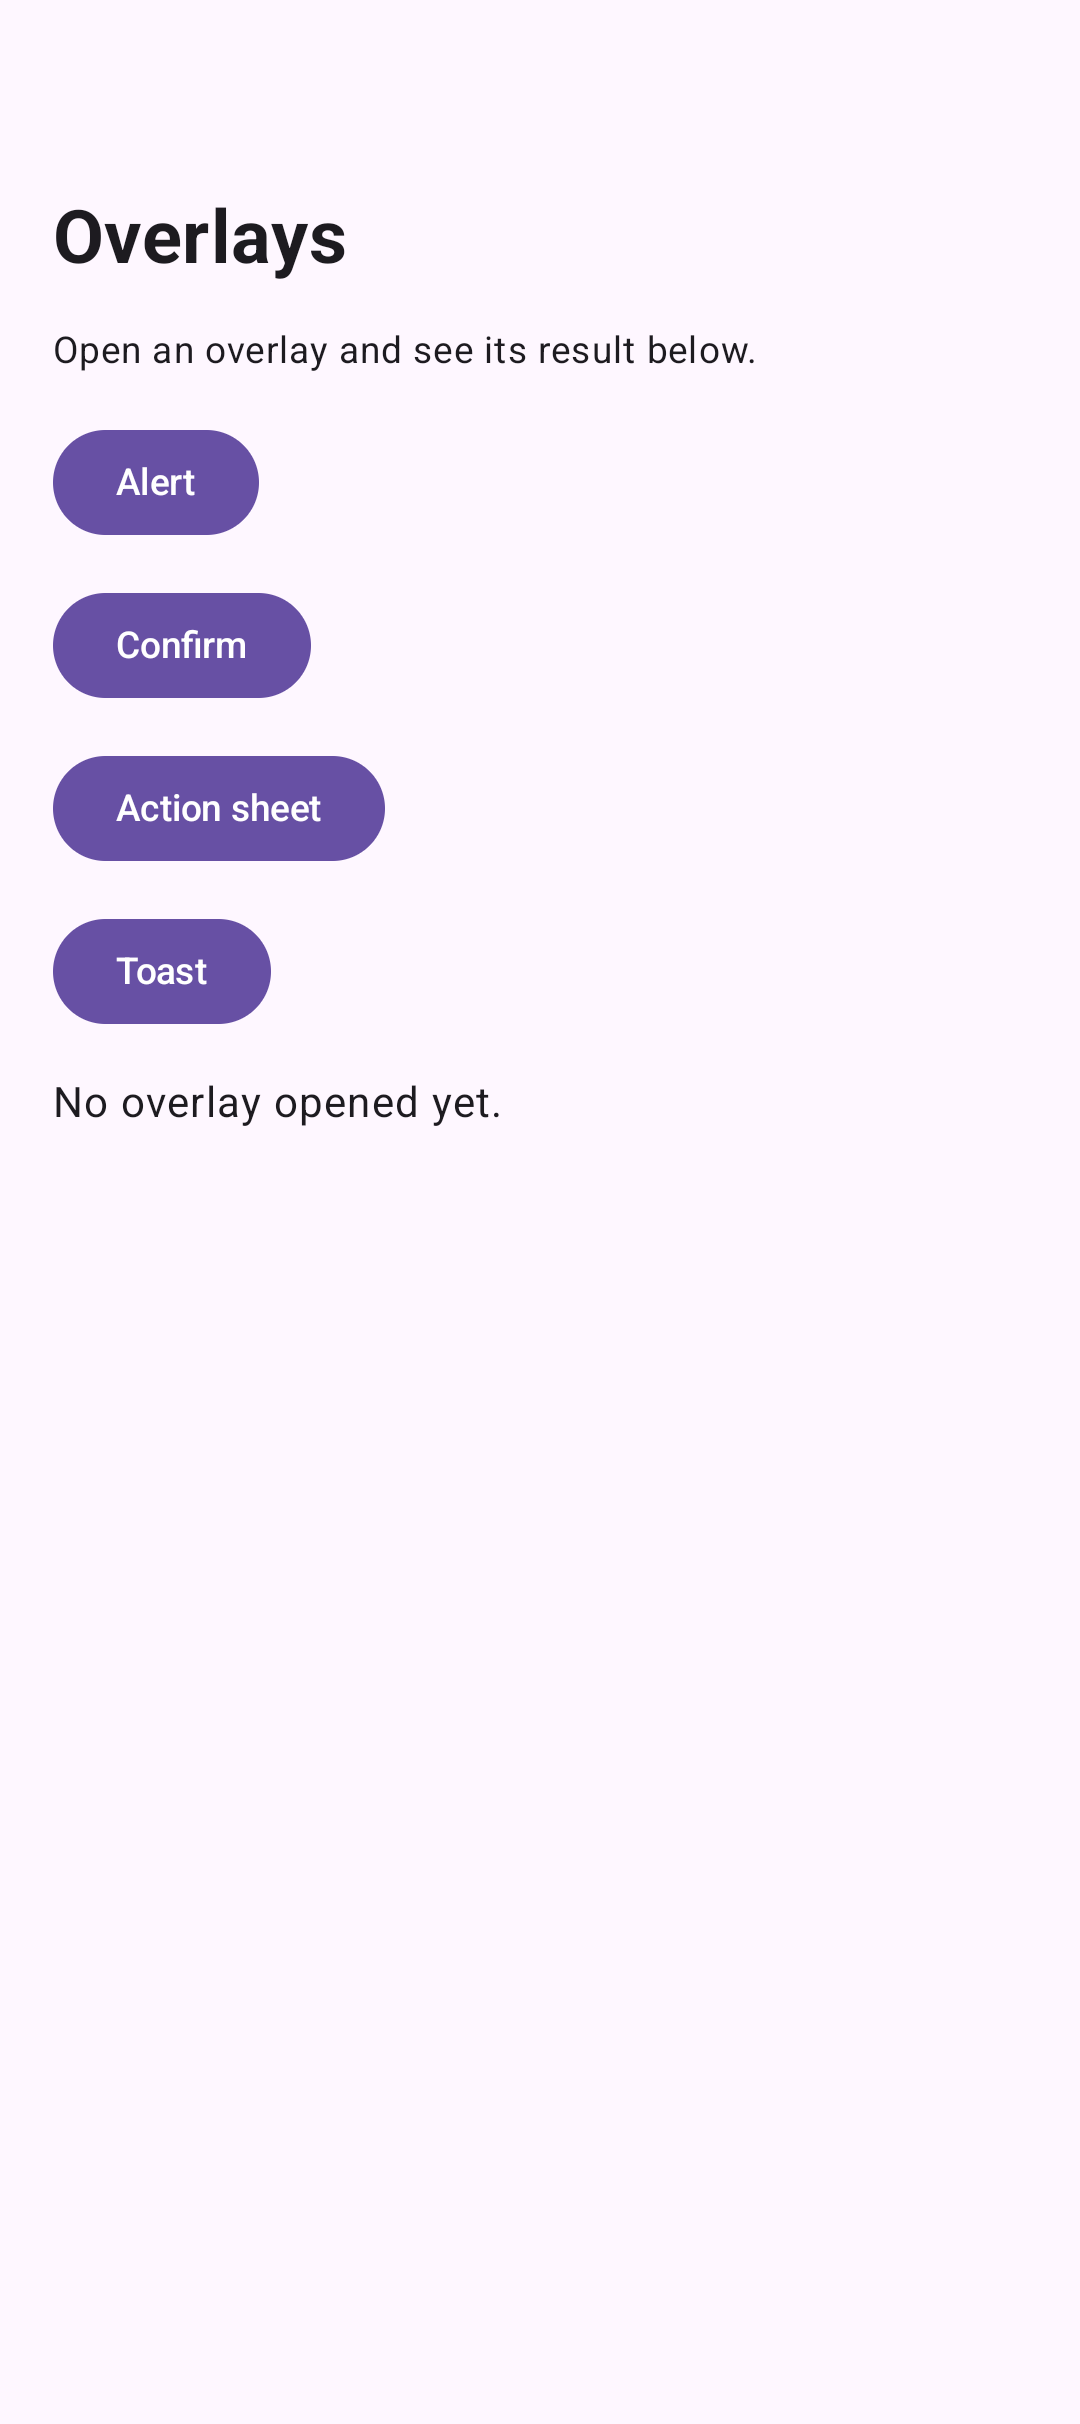 Overlays
Open an overlay and see its result below.
Alert
Confirm
Action sheet
Toast
No overlay opened yet.